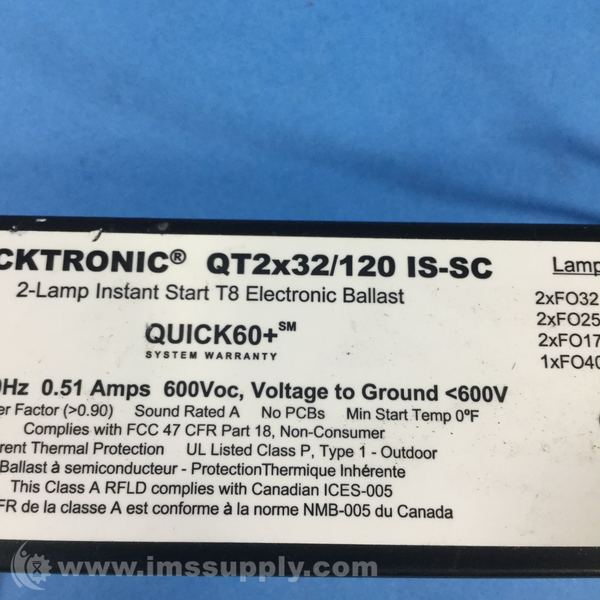 CKTRONIC® QT2x32/120 IS-SC
2-Lamp Instant Start T8 Electronic Ballast
QUICK60+SM
SYSTEM WARRANTY
Hz 0.51 Amps 600Voc, Voltage to Ground <600V
er Factor (>0.90) Sound Rated A No PCBs Min Start Temp 0°F
Complies with FCC 47 CFR Part 18, Non-Consumer
rent Thermal Protection UL Listed Class P, Type 1 - Outdoor
Ballast à semiconducteur - ProtectionThermique Inhérente
This Class A RFLD complies with Canadian ICES-005
FR de la classe A est conforme à la norme NMB-005 du Canada
Lamp
2xFO32
2xFO25
2xFO17
1xFO40
© www.imssupply.com